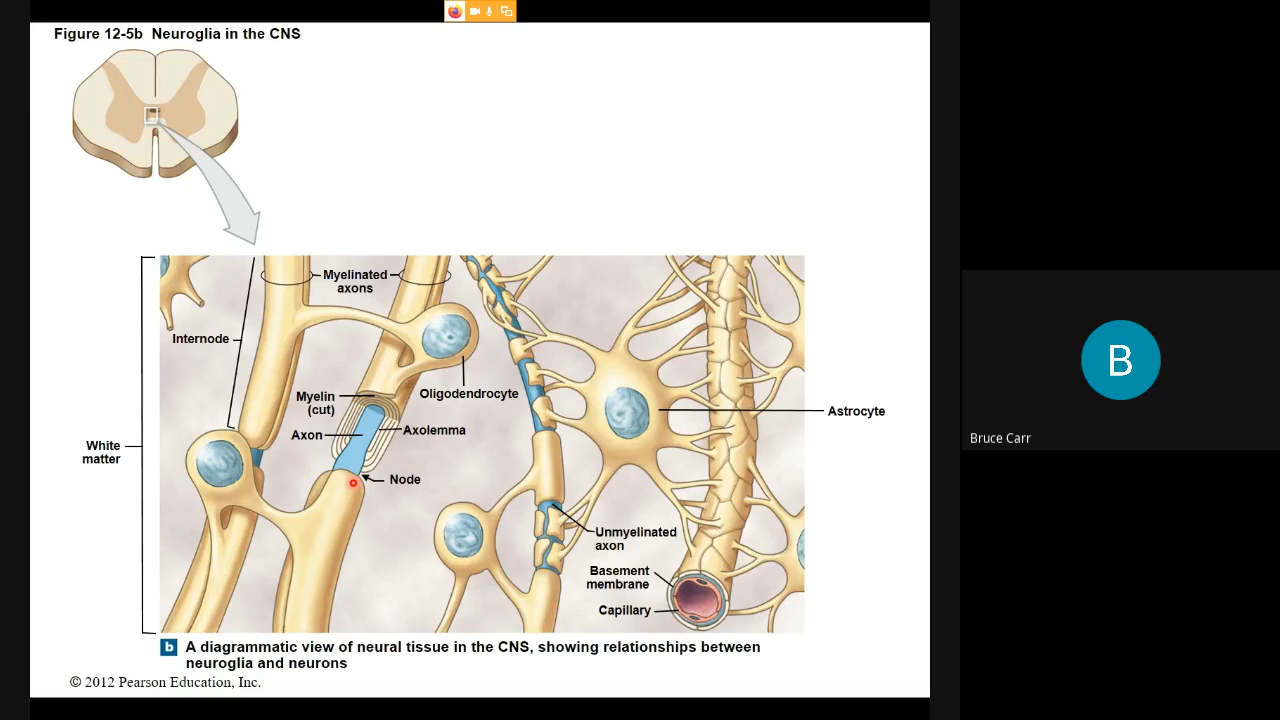 Figure 12-5b Neuroglia in the CNS
Myelinated
axons
Internode
Myelin
(cut)
Oligodendrocyte
Axon
Axolemma
Astrocyte
White
matter
Node
Unmyelinated
axon
Basement
membrane
Capillary
b A diagrammatic view of neural tissue in the CNS, showing relationships between
neuroglia and neurons
© 2012 Pearson Education, Inc.
B
Bruce Carr